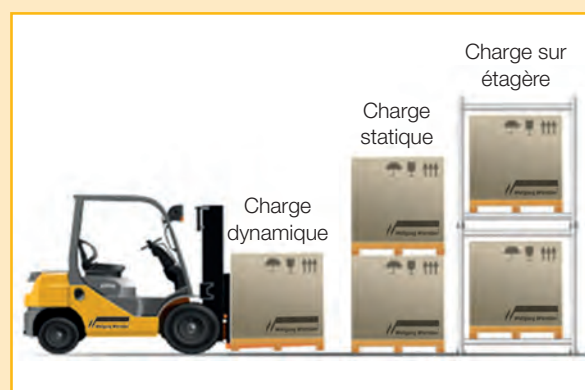 Charge sur
étagère
Charge
statique
Charge
dynamique